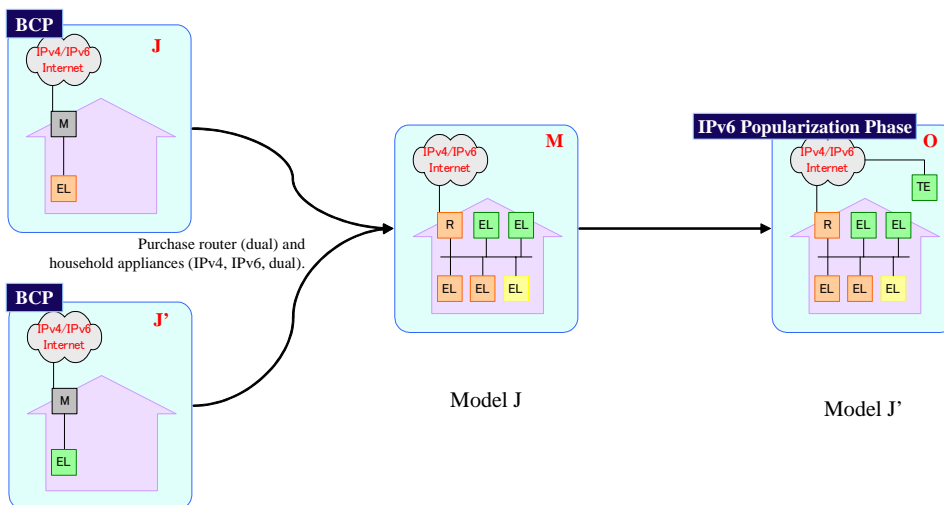 BCP
J
IPv4/IPv6
Internet
M
EL
Purchase router (dual) and
household appliances (IPv4, IPv6, dual).
BCP
J’
IPv4/IPv6
Internet
M
EL
M
IPv4/IPv6
Internet
R EL EL
EL EL EL
Model J
IPv6 Popularization Phase
O
IPv4/IPv6
Internet
TE
R EL EL
EL EL EL
Model J’